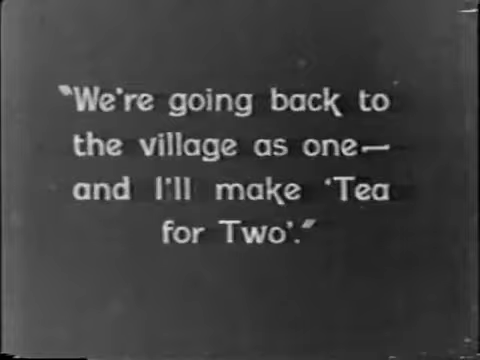 "We're going back to
the village as one—
and I'll make 'Tea
for Two'."